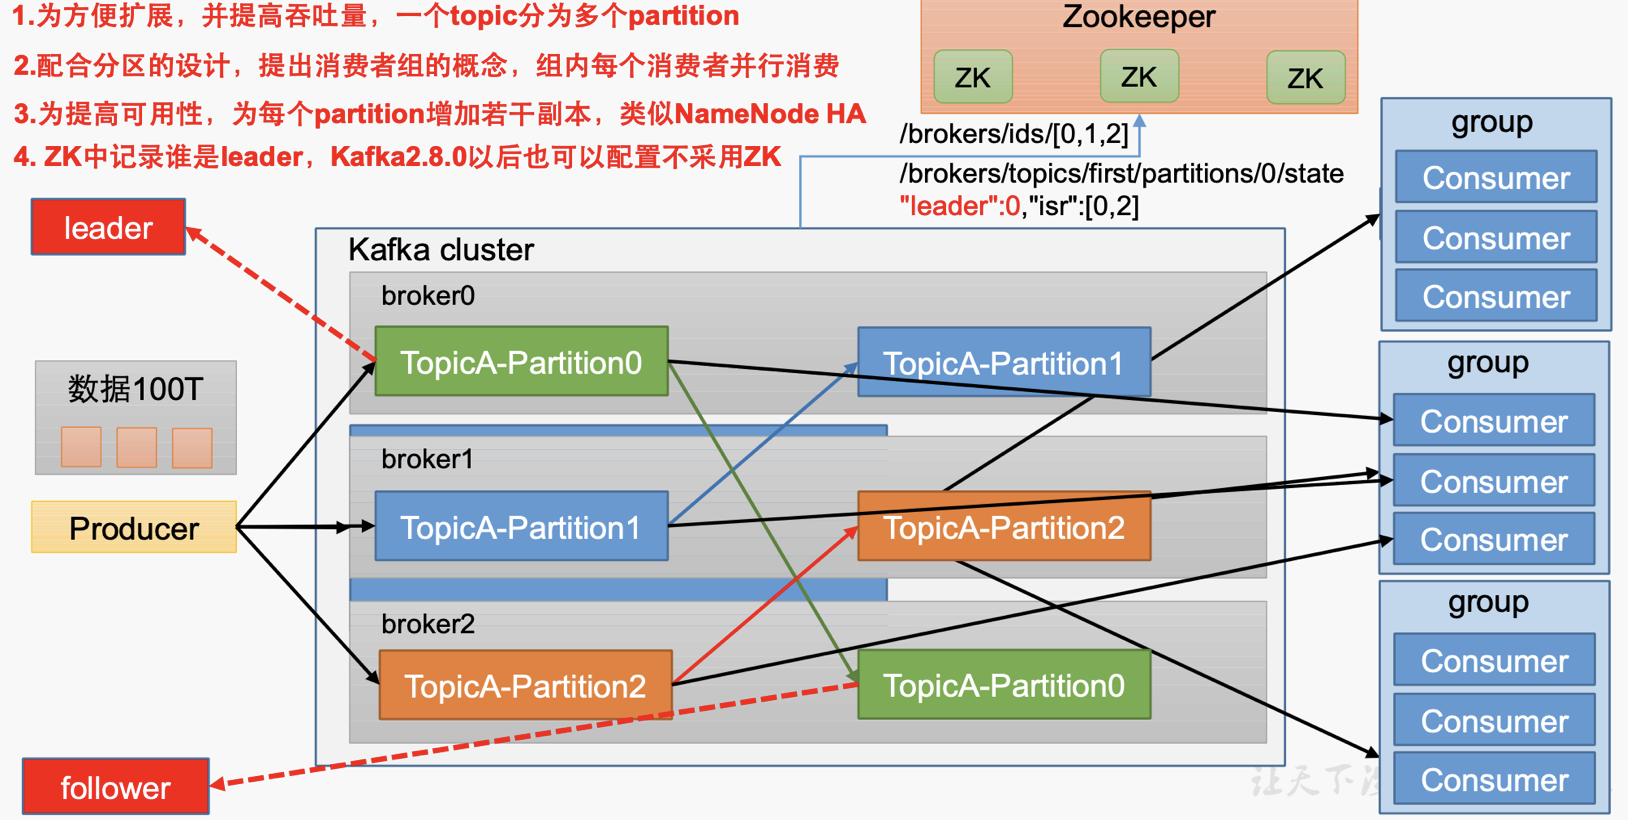 1.为方便扩展，并提高吞吐量，一个topic分为多个partition
2.配合分区的设计，提出消费者组的概念，组内每个消费者并行消费
3.为提高可用性，为每个partition增加若干副本，类似NameNode HA
4. ZK中记录谁是leader，Kafka2.8.0以后也可以配置不采用ZK
Zookeeper
ZK
ZK
ZK
/brokers/ids/[0,1,2]
/brokers/topics/first/partitions/0/state
"leader":0,"isr":[0,2]
leader
数据100T
Producer
follower
Kafka cluster
broker0
TopicA-Partition0
TopicA-Partition1
broker1
TopicA-Partition1
TopicA-Partition2
broker2
TopicA-Partition2
TopicA-Partition0
group
Consumer
Consumer
Consumer
group
Consumer
Consumer
Consumer
group
Consumer
Consumer
Consumer
让天下没